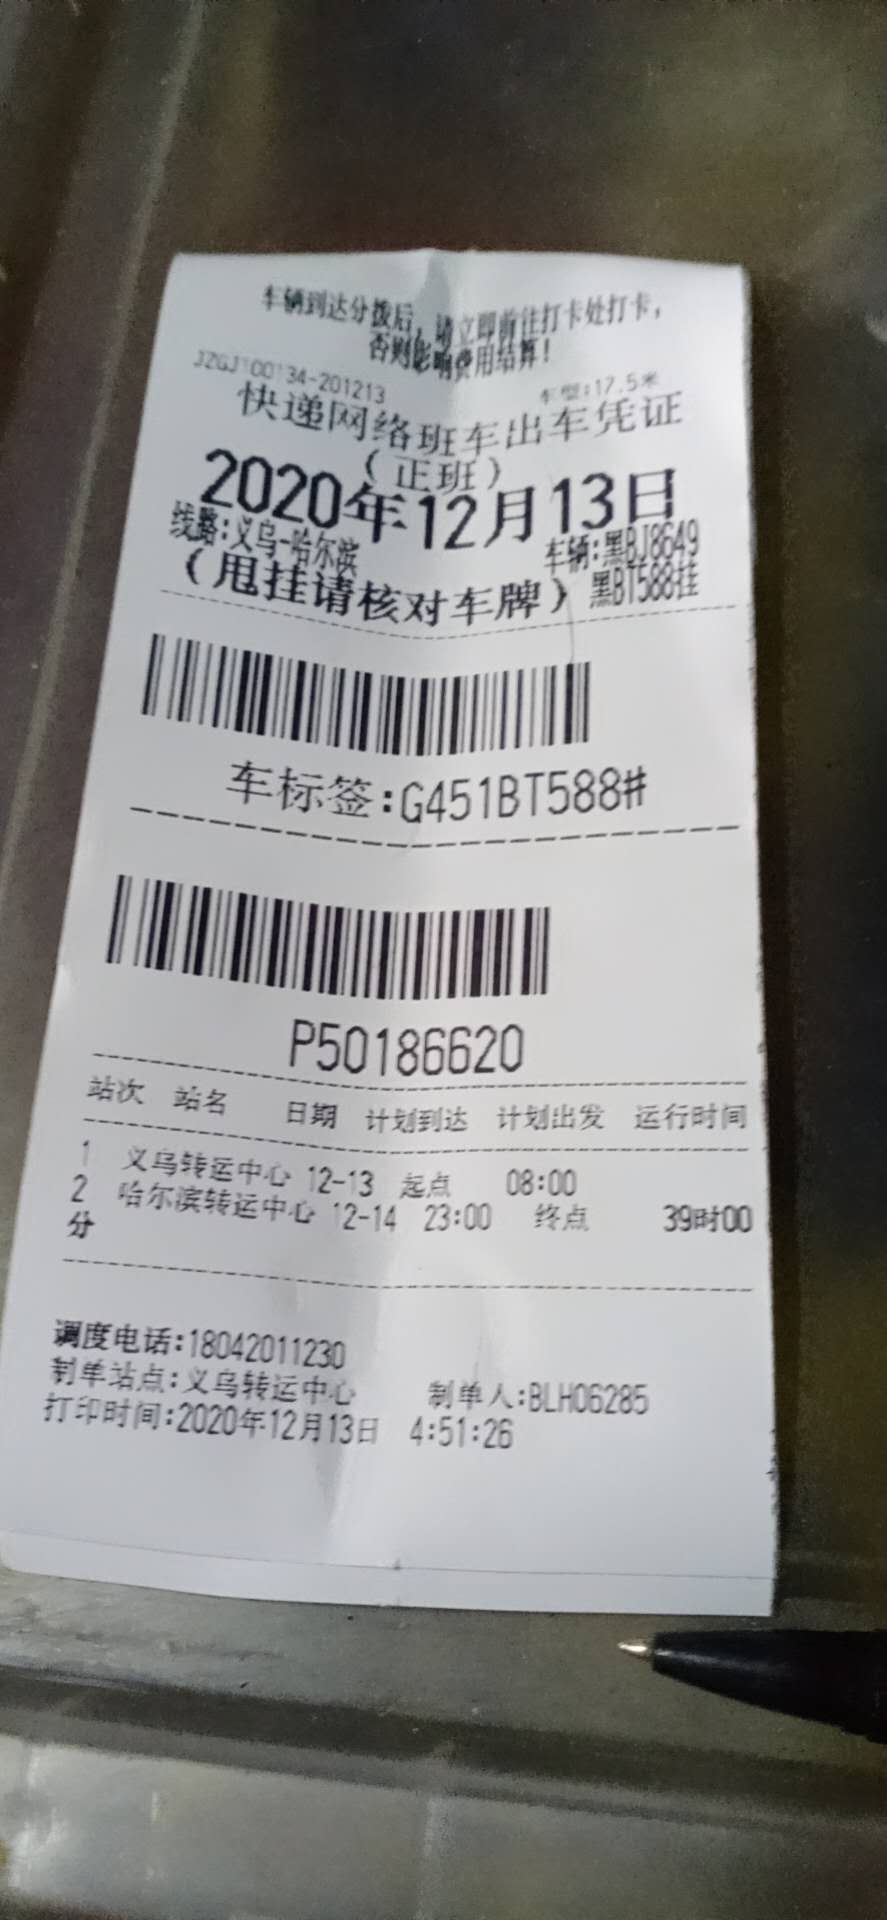 车辆到达分拨后，请立即前往打卡处打卡，
否则影响费用结算！
JZGJ100134-201213 车型:17.5米
快递网络班车出车凭证
（正班）
2020年12月13日
线路:义乌-哈尔滨 车辆:黑BJ8649
（甩挂请核对车牌） 黑BT588挂
车标签:G451BT588#
P50186620
站次 站名 日期 计划到达 计划出发 运行时间
1 义乌转运中心 12-13 起点 08:00
2 哈尔滨转运中心 12-14 23:00 终点 39时00
分
调度电话:18042011230
制单站点:义乌转运中心 制单人:BLH06285
打印时间:2020年12月13日 4:51:26